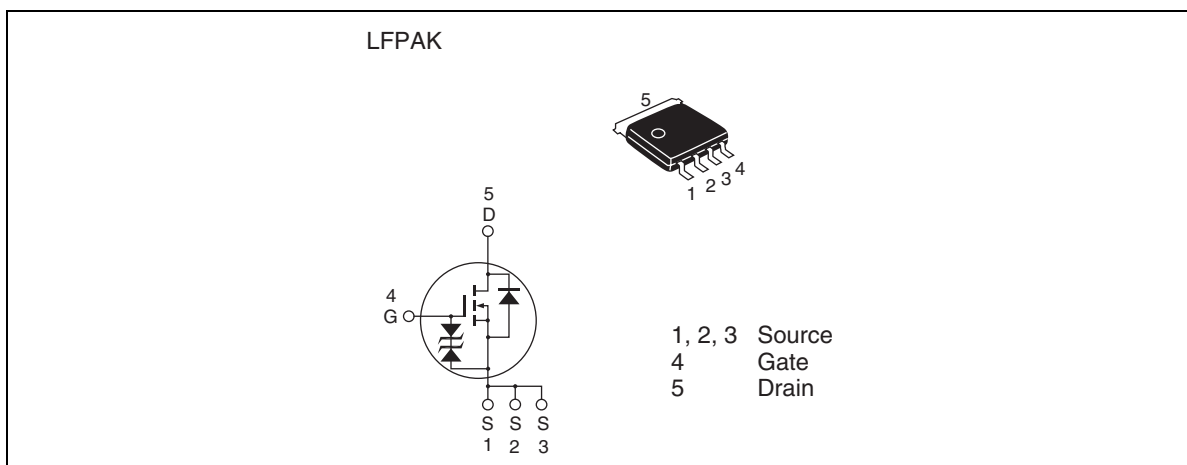 LFPAK
5
1 2 3 4
5
D
4
G
S S S
1 2 3
1, 2, 3 Source
4 Gate
5 Drain